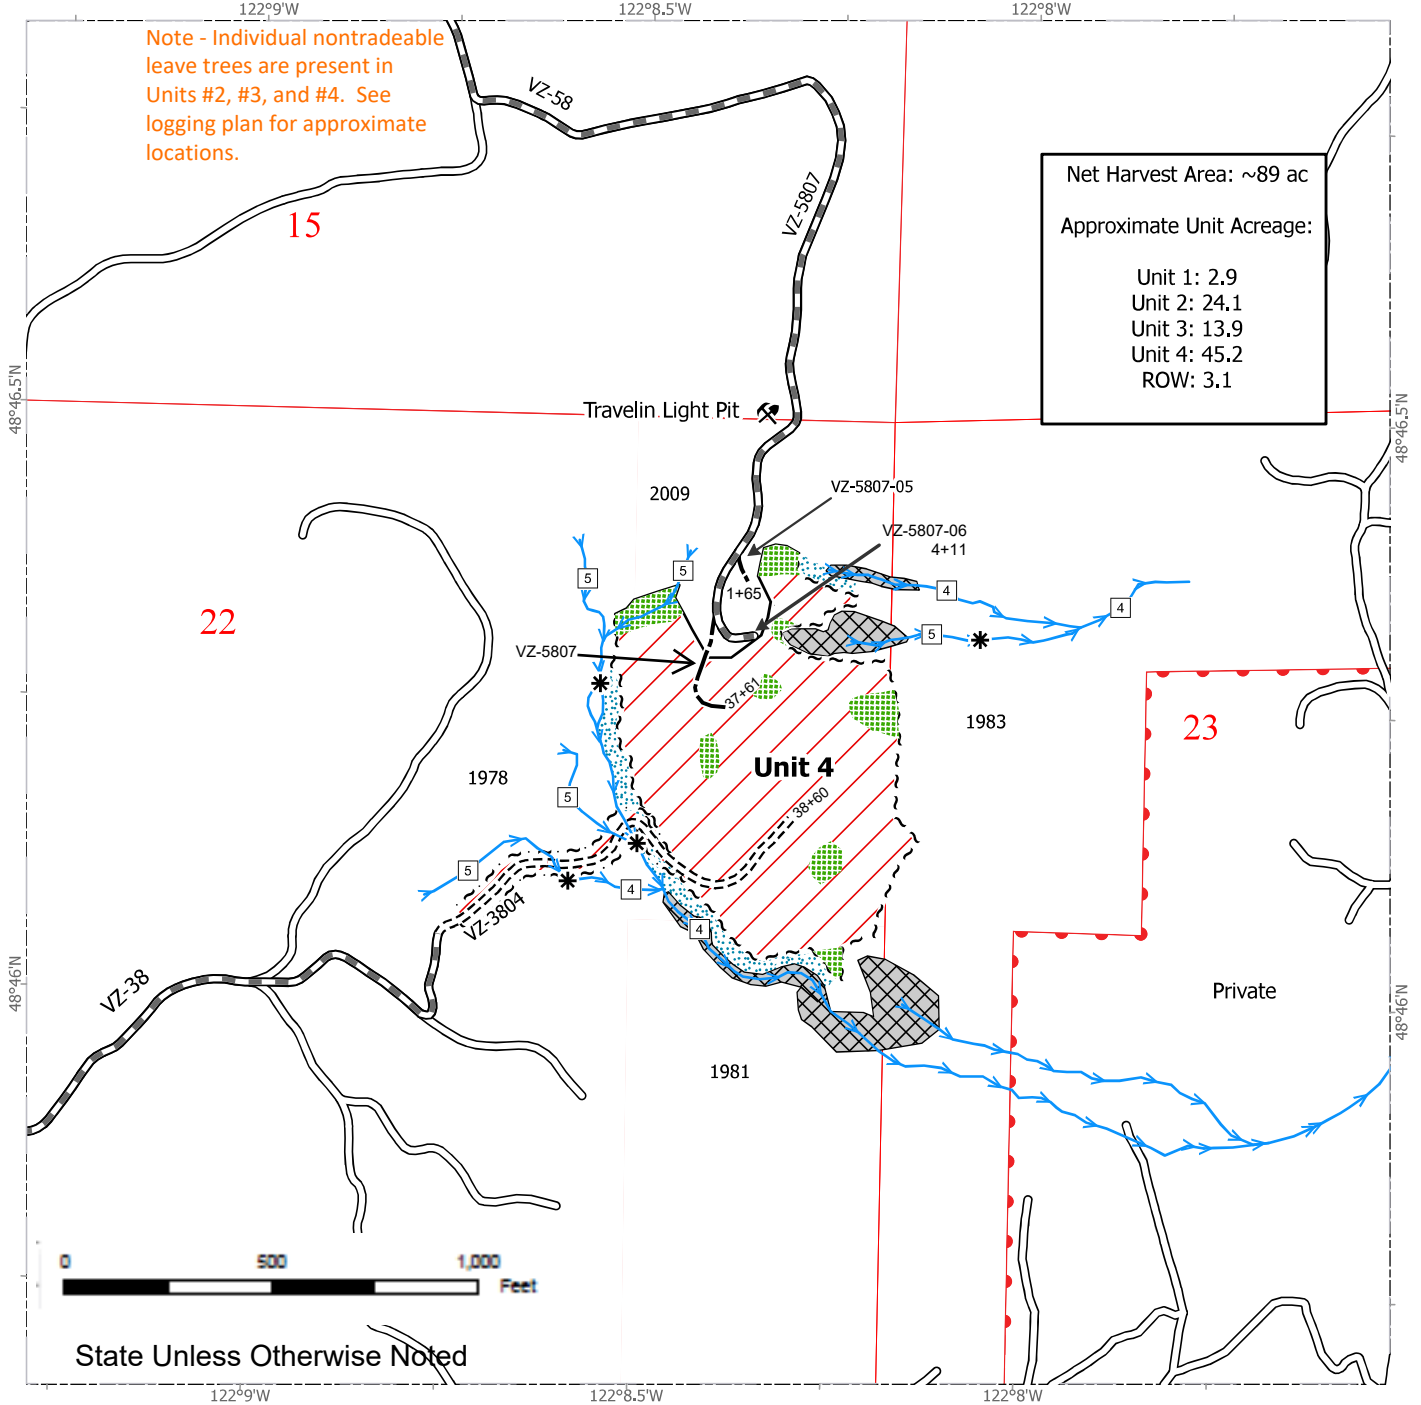 122°9'W
122°8.5'W
122°8'W
Note - Individual nontradeable
leave trees are present in
Units #2, #3, and #4. See
logging plan for approximate
locations.
VZ-58
VZ-5807
Net Harvest Area: ~89 ac
Approximate Unit Acreage:
Unit 1: 2.9
Unit 2: 24.1
Unit 3: 13.9
Unit 4: 45.2
ROW: 3.1
15
48°46.5'N
48°46.5'N
Travelin Light Pit
2009
VZ-5807-05
VZ-5807-06
4+11
5
5
1+65
4
4
22
5
VZ-5807
37+61
1983
23
Unit 4
1978
5
38+60
5
4
VZ-3804
4
VZ-38
48°46'N
48°46'N
Private
1981
0
500
1,000
Feet
State Unless Otherwise Noted
122°9'W
122°8.5'W
122°8'W